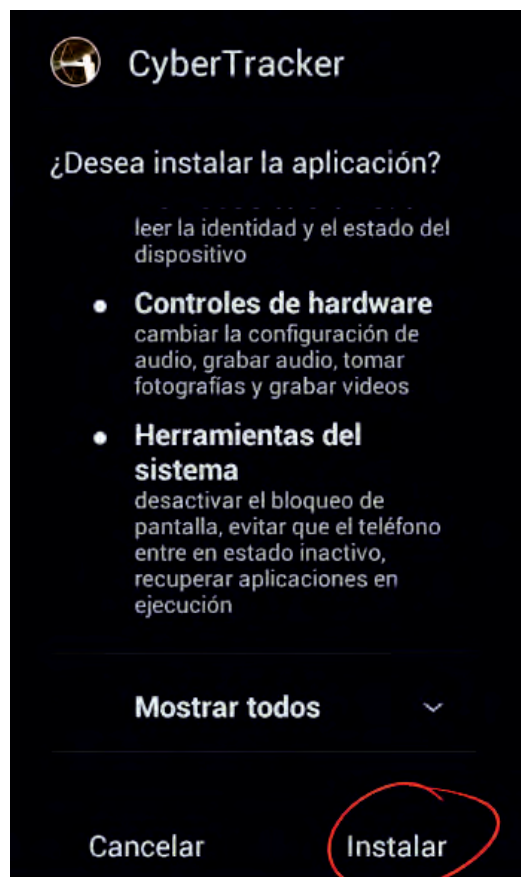 CyberTracker
¿Desea instalar la aplicación?
leer la identidad y el estado del
dispositivo
Controles de hardware
cambiar la configuración de
audio, grabar audio, tomar
fotografías y grabar videos
Herramientas del
sistema
desactivar el bloqueo de
pantalla, evitar que el teléfono
entre en estado inactivo,
recuperar aplicaciones en
ejecución
Mostrar todos
Cancelar
Instalar